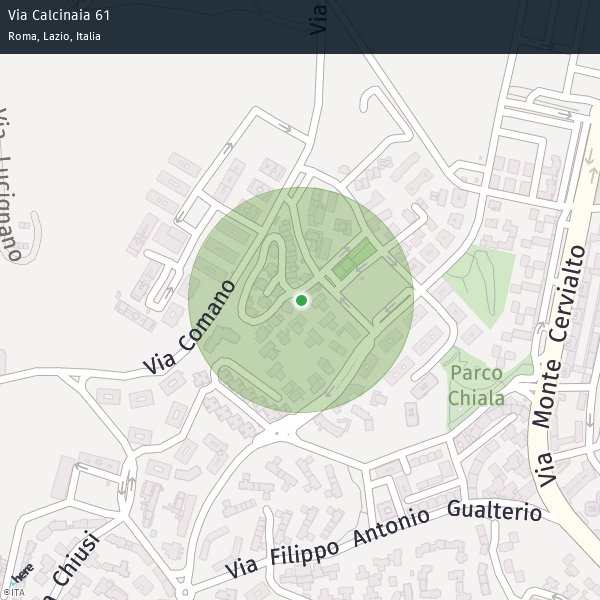 Via Calcinaia 61
Roma, Lazio, Italia
Via
Via
Via Lucignano
Via Comano
Via Monte Cervialto
Parco
Chiala
Via Filippo Antonio Gualterio
Chiusi
here
©ITA